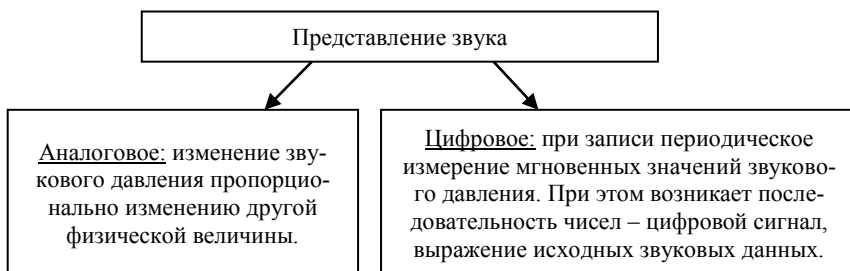 Представление звука
Аналоговое: изменение зву-
кового давления пропорцио-
нально изменению другой
физической величины.
Цифровое: при записи периодическое
измерение мгновенных значений звуково-
го давления. При этом возникает после-
довательность чисел – цифровой сигнал,
выражение исходных звуковых данных.